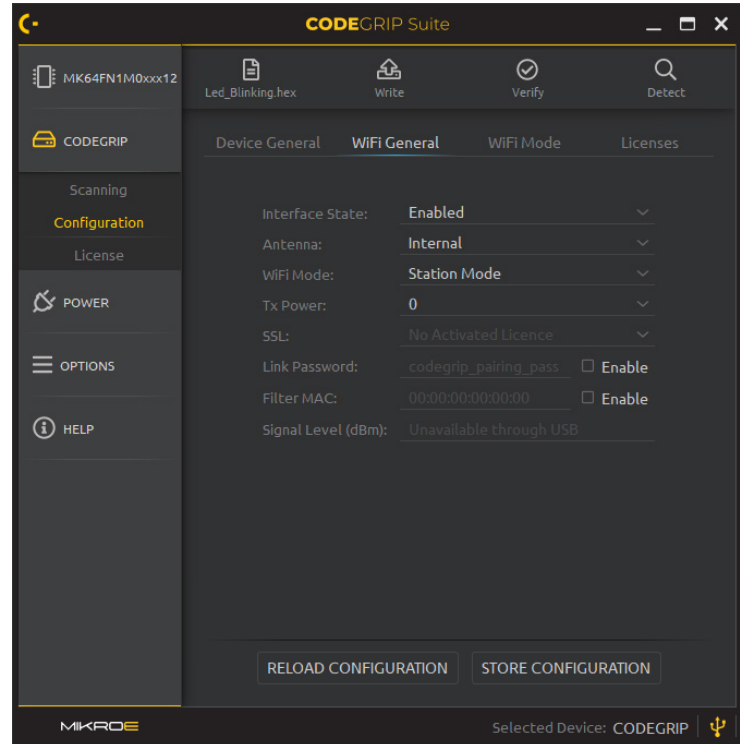 CODEGRIP Suite
MK64FN1M0xxx12
Led_Blinking.hex
Write
Verify
Detect
CODEGRIP
Device General
WiFi General
WiFi Mode
Licenses
Scanning
Configuration
License
POWER
OPTIONS
HELP
Interface State: Enabled
Antenna: Internal
WiFi Mode: Station Mode
Tx Power: 0
SSL: No Activated Licence
Link Password: codegrip_pairing_pass Enable
Filter MAC: 00:00:00:00:00:00 Enable
Signal Level (dBm): Unavailable through USB
RELOAD CONFIGURATION
STORE CONFIGURATION
MIKROE
Selected Device: CODEGRIP